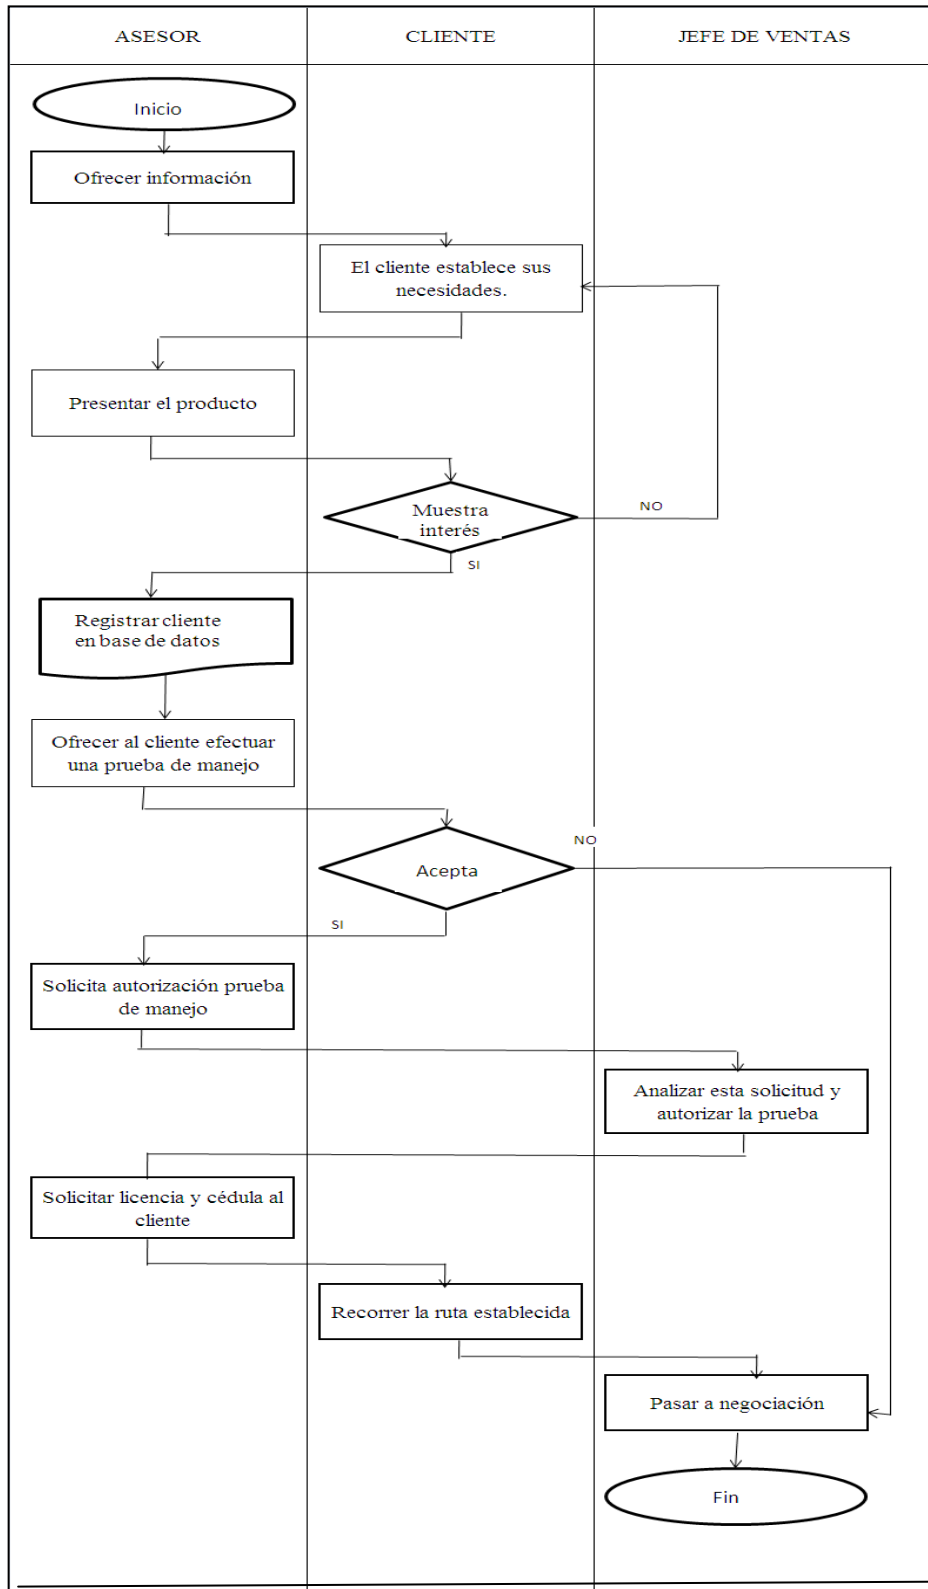 ASESOR
CLIENTE
JEFE DE VENTAS
Inicio
Ofrecer información
El cliente establece sus
necesidades.
Presentar el producto
Muestra
interés
NO
SI
Registrar cliente
en base de datos
Ofrecer al cliente efectuar
una prueba de manejo
NO
Acepta
SI
Solicita autorización prueba
de manejo
Analizar esta solicitud y
autorizar la prueba
Solicitar licencia y cédula al
cliente
Recorrer la ruta establecida
Pasar a negociación
Fin